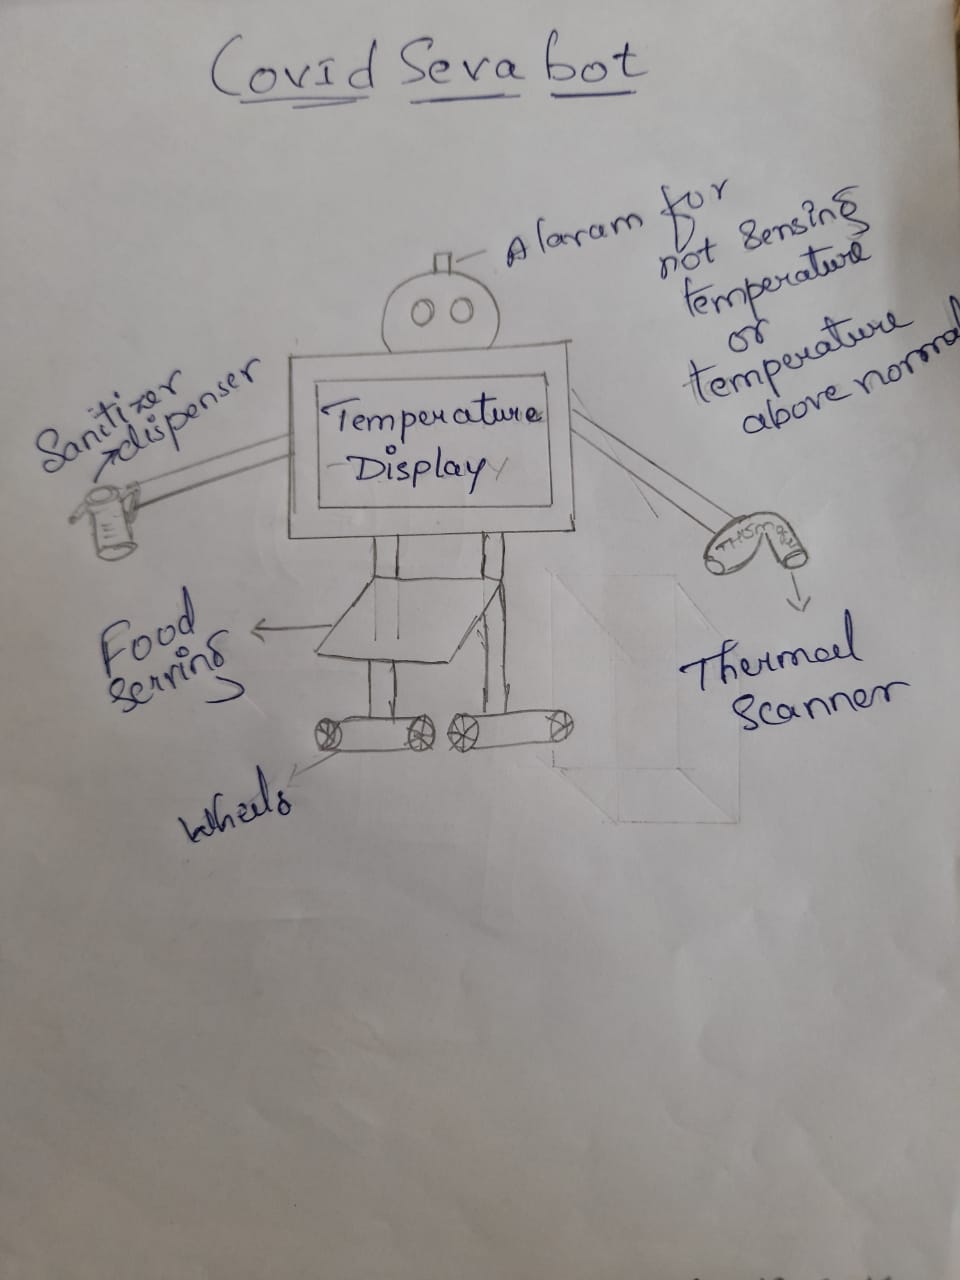 Covid Seva bot
Alaram for
not sensing
temperature
or
temperature
above normal
Sanitizer
dispenser
Temperature
Display
Food
serving
Thermal
scanner
Wheels